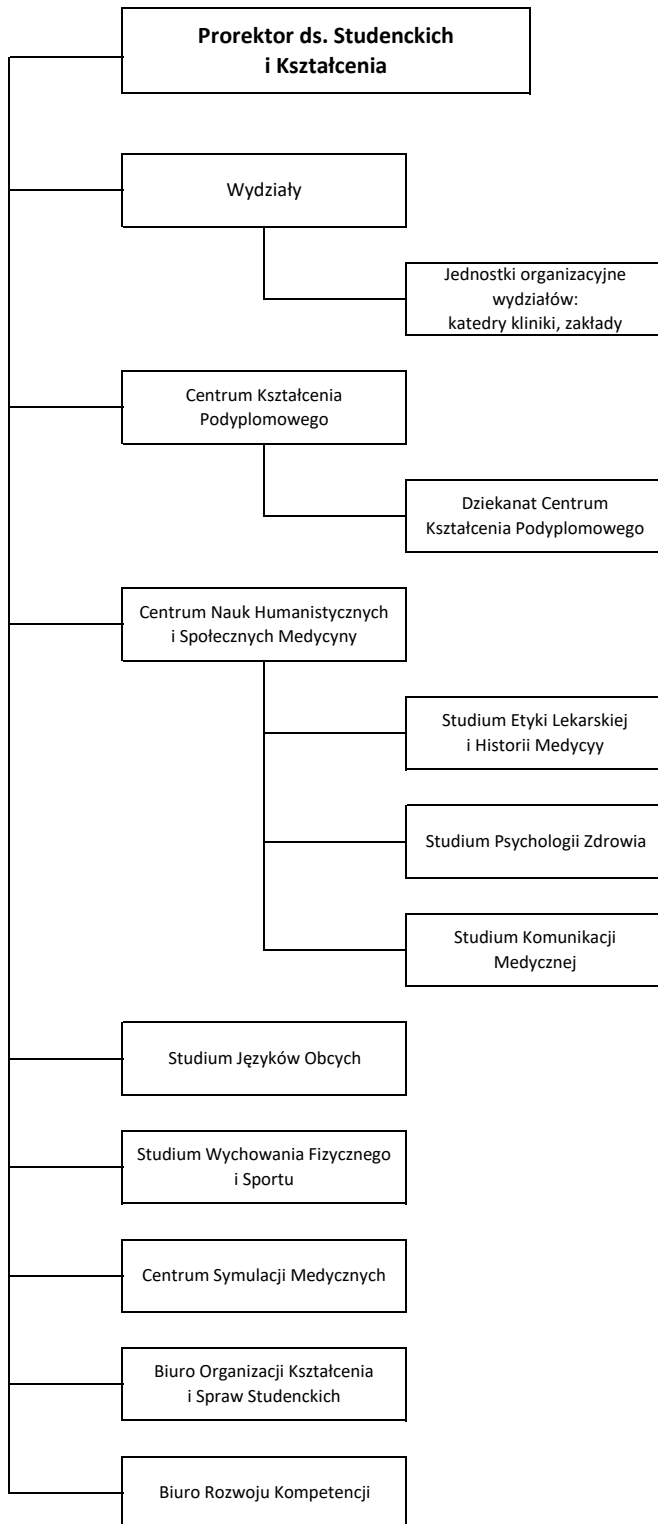 Prorektor ds. Studenckich
i Kształcenia
Wydziały
Jednostki organizacyjne
wydziałów:
katedry kliniki, zakłady
Centrum Kształcenia
Podyplomowego
Dziekanat Centrum
Kształcenia Podyplomowego
Centrum Nauk Humanistycznych
i Społecznych Medycyny
Studium Etyki Lekarskiej
i Historii Medycyy
Studium Psychologii Zdrowia
Studium Komunikacji
Medycznej
Studium Języków Obcych
Studium Wychowania Fizycznego
i Sportu
Centrum Symulacji Medycznych
Biuro Organizacji Kształcenia
i Spraw Studenckich
Biuro Rozwoju Kompetencji